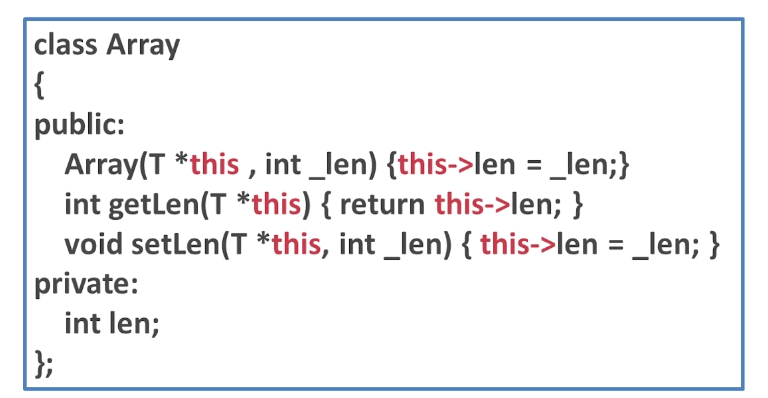 class Array
{
public:
Array(T *this , int _len) {this->len = _len;}
int getLen(T *this) { return this->len; }
void setLen(T *this, int _len) { this->len = _len; }
private:
int len;
};